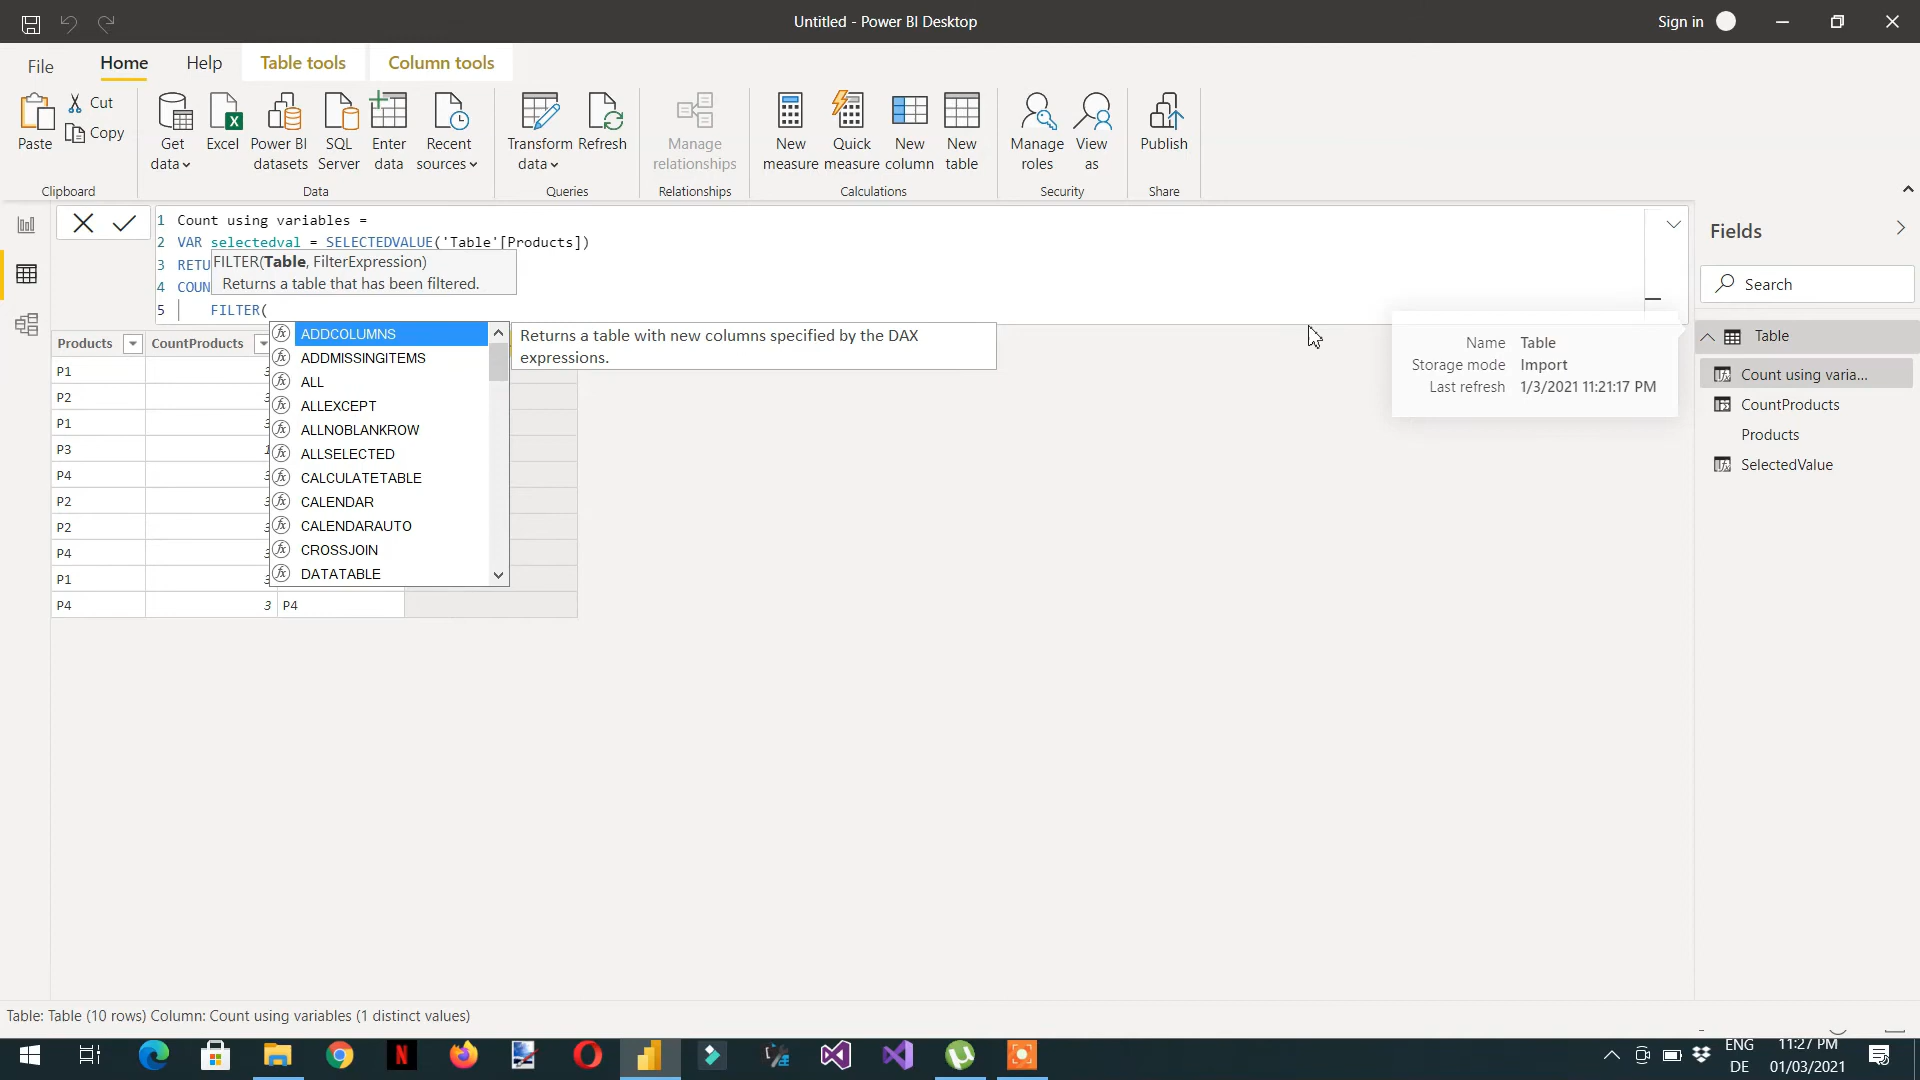 Untitled - Power BI Desktop
Sign in
File
Home
Help
Table tools
Column tools
Paste
Cut
Copy
Clipboard
Get data
Excel
Power BI datasets
SQL Server
Enter data
Recent sources
Data
Transform data
Refresh
Queries
Manage relationships
Relationships
New measure
Quick measure
New column
New table
Calculations
Manage roles
View as
Security
Publish
Share
1 Count using variables =
2 VAR selectedval = SELECTEDVALUE('Table'[Products])
3 RETU
4 COUN
5 FILTER(
FILTER(Table, FilterExpression)
Returns a table that has been filtered.
ADDCOLUMNS
ADDMISSINGITEMS
ALL
ALLEXCEPT
ALLNOBLANKROW
ALLSELECTED
CALCULATETABLE
CALENDAR
CALENDARAUTO
CROSSJOIN
DATATABLE
Returns a table with new columns specified by the DAX
expressions.
Products CountProducts
P1
P2
P1
P3
P4
P2
P2
P4
P1
P4 3 P4
Name Table
Storage mode Import
Last refresh 1/3/2021 11:21:17 PM
Fields
Search
Table
Count using varia...
CountProducts
Products
SelectedValue
Table: Table (10 rows) Column: Count using variables (1 distinct values)
ENG
DE
11:27 PM
01/03/2021